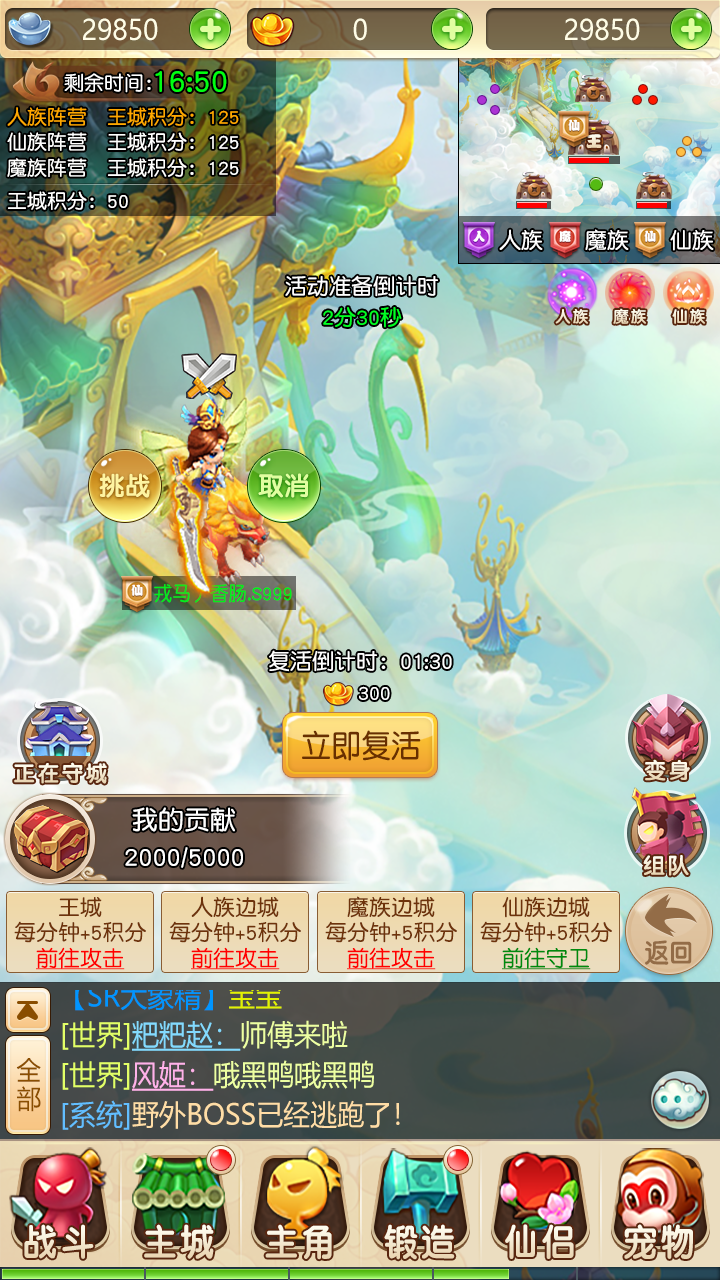 29850
0
29850
剩余时间:16:50
人族阵营 王城积分：125
仙族阵营 王城积分：125
魔族阵营 王城积分：125
王城积分：50
仙
王
人 人族 魔 魔族 仙 仙族
人族 魔族 仙族
活动准备倒计时
2分30秒
挑战
取消
仙
复活倒计时：01:30
300
立即复活
正在守城
变身
我的贡献
2000/5000
组队
王城
每分钟+5积分
前往攻击
人族边城
每分钟+5积分
前往攻击
魔族边城
每分钟+5积分
前往攻击
仙族边城
每分钟+5积分
前往守卫
返回
全部
【SR大象精】宝宝
[世界]粑粑赵：师傅来啦
[世界]风姬：哦黑鸭哦黑鸭
[系统]野外BOSS已经逃跑了！
战斗 主城 主角 锻造 仙侣 宠物